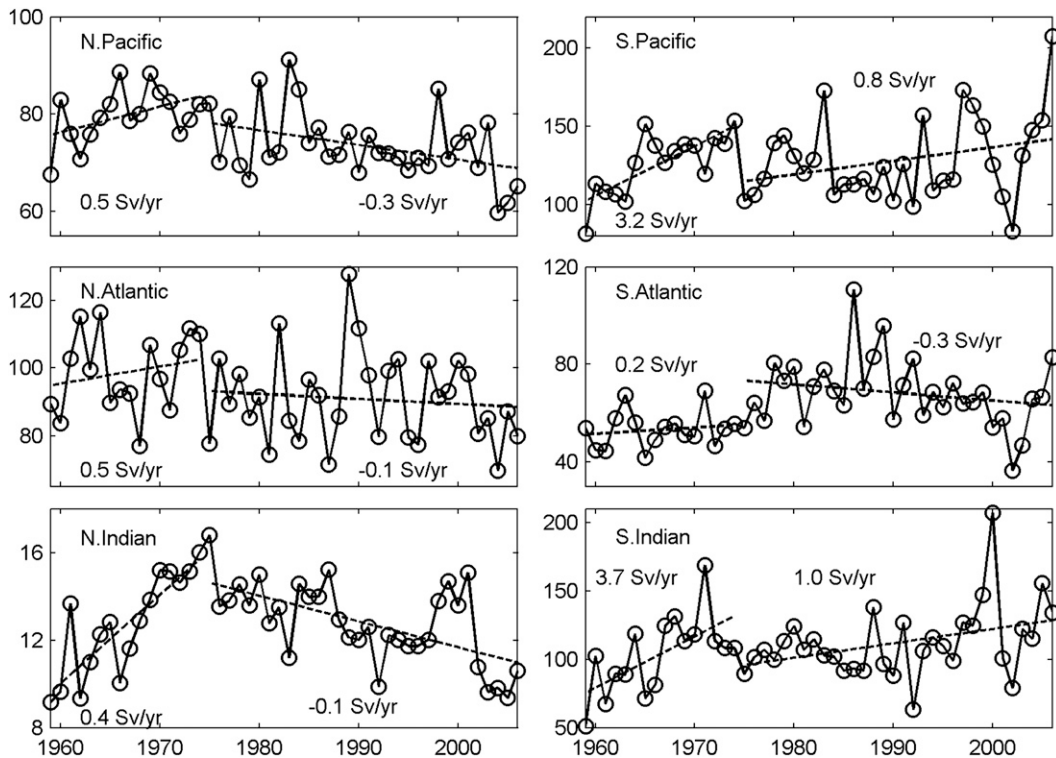 100
80
60
N.Pacific
0.5 Sv/yr
-0.3 Sv/yr
200
150
100
S.Pacific
0.8 Sv/yr
3.2 Sv/yr
120
100
80
N.Atlantic
0.5 Sv/yr
-0.1 Sv/yr
120
80
40
S.Atlantic
0.2 Sv/yr
-0.3 Sv/yr
16
12
8
N.Indian
0.4 Sv/yr
-0.1 Sv/yr
1960 1970 1980 1990 2000
200
150
100
50
S.Indian
3.7 Sv/yr
1.0 Sv/yr
1960 1970 1980 1990 2000